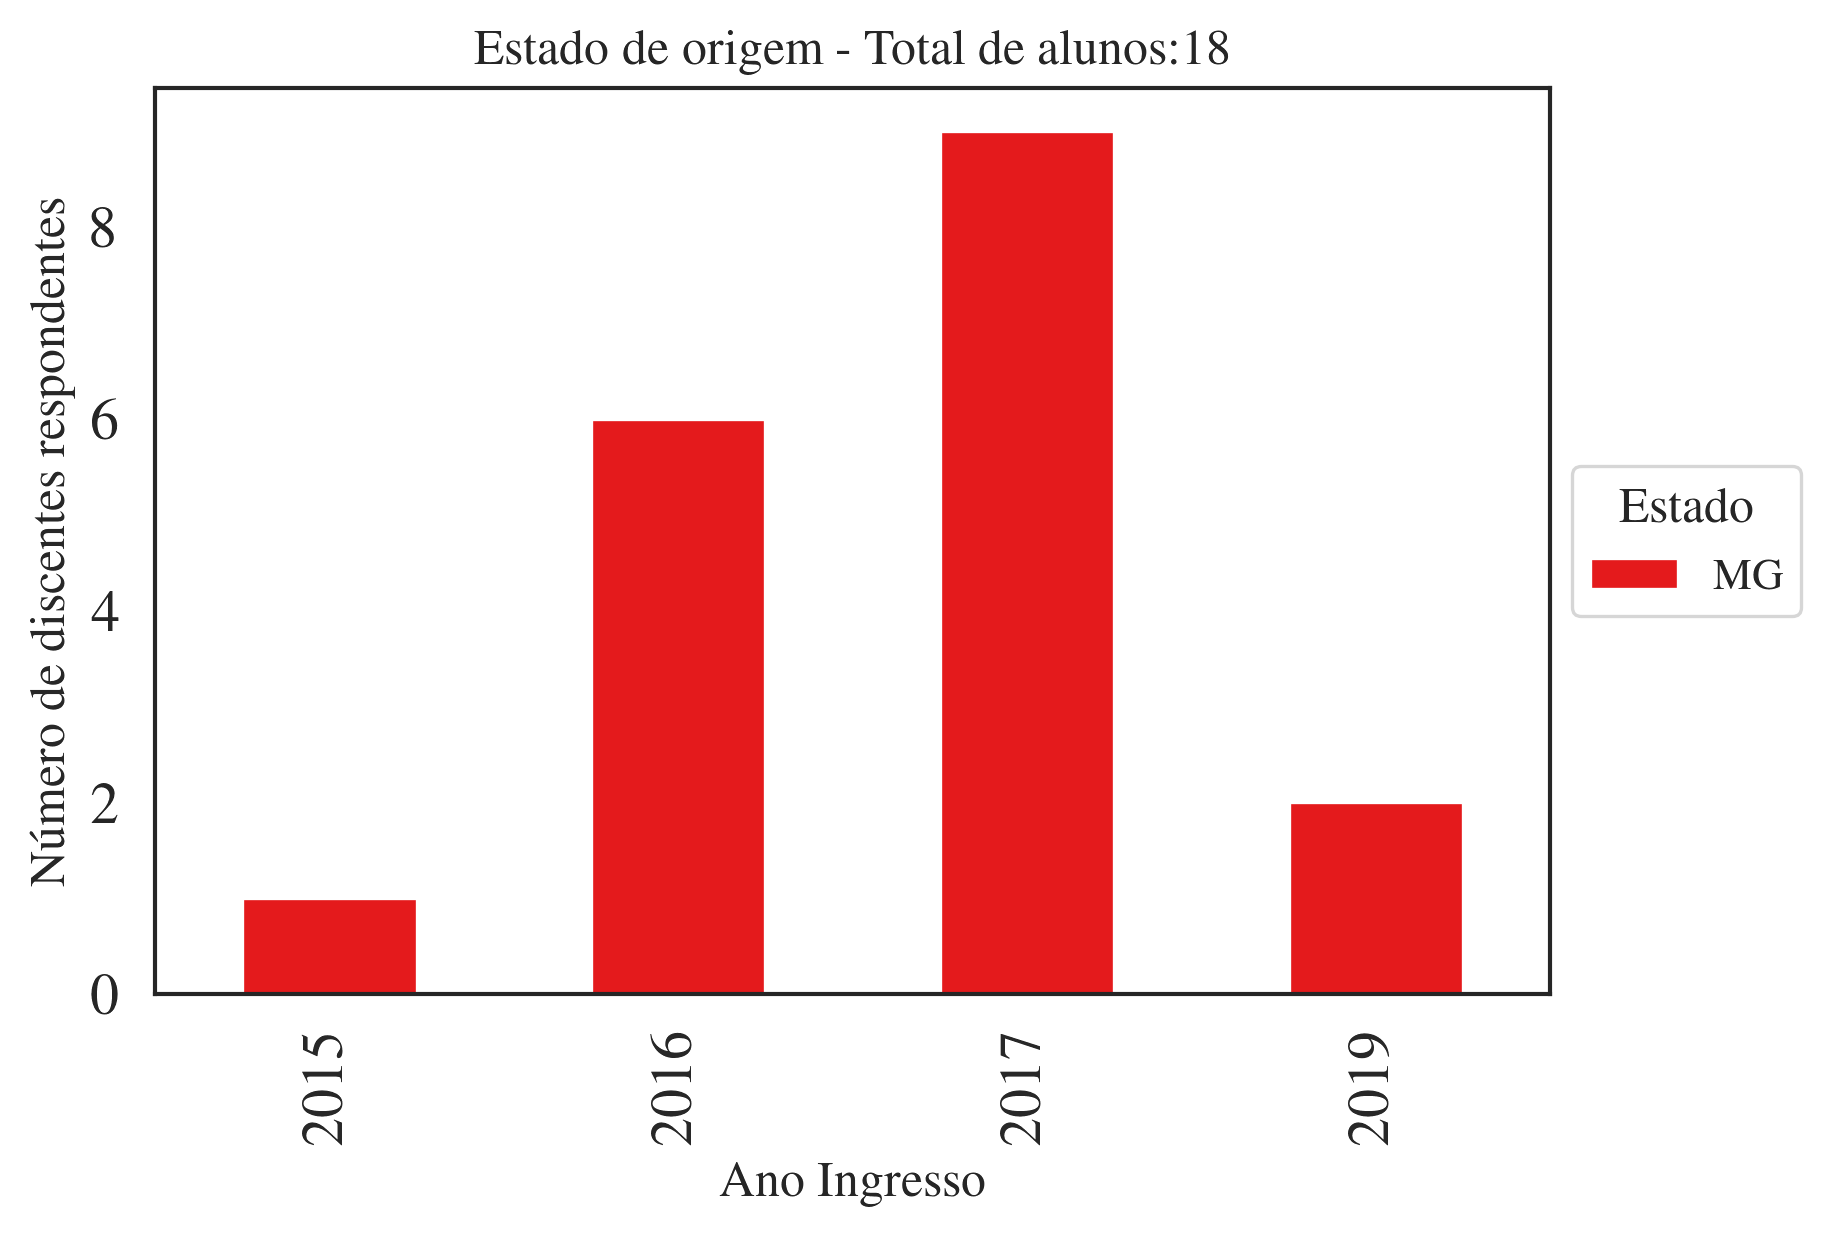 Estado de origem - Total de alunos:18
Número de discentes respondentes
8
6
4
2
0
2015
2016
2017
2019
Ano Ingresso
Estado
MG